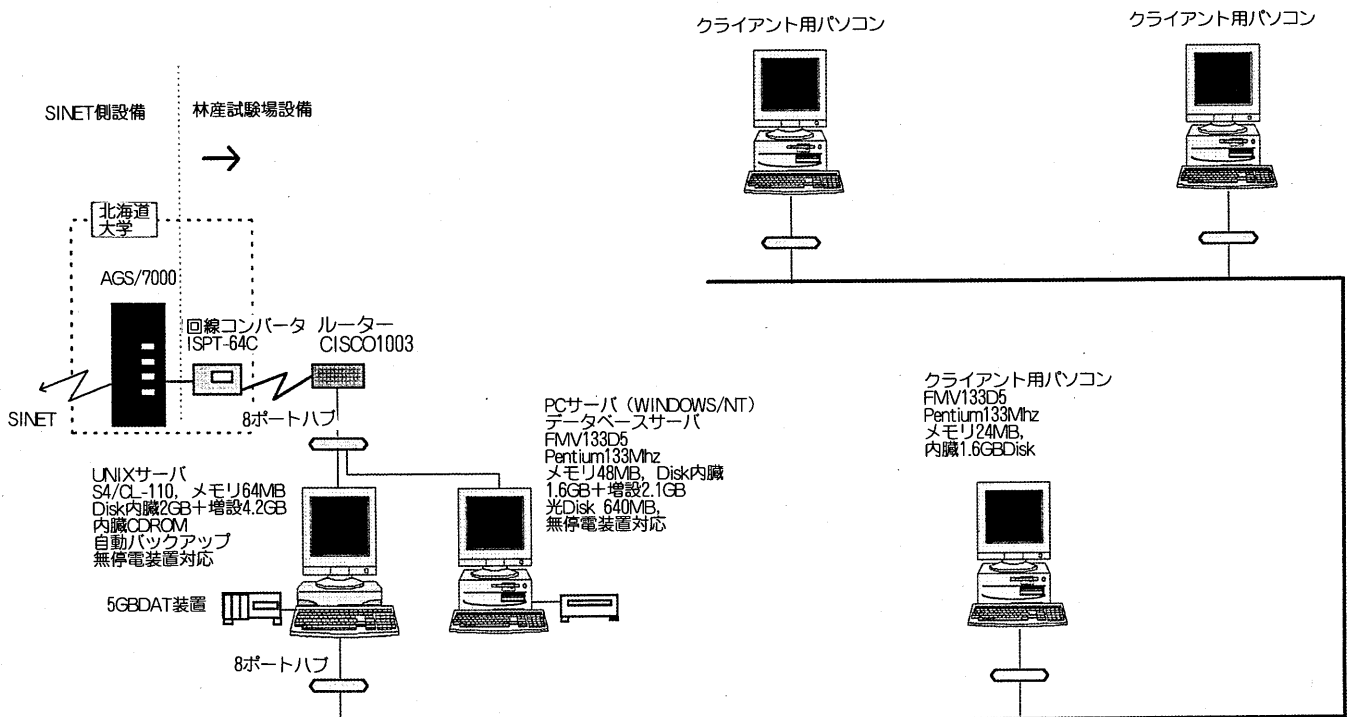 クライアント用パソコン
クライアント用パソコン
SINET側設備
林産試験場設備
北海道
大学
AGS/7000
回線コンバータ
ISPT-64C
ルーター
CISCO1003
SINET
8ポートハブ
UNIXサーバ
S4/CL-110, メモリ64MB
Disk内臓2GB+増設4.2GB
内臓CDROM
自動バックアップ
無停電装置対応
PCサーバ（WINDOWS/NT）
データベースサーバ
FMV133D5
Pentium133Mhz
メモリ48MB, Disk内臓
1.6GB+増設2.1GB
光Disk 640MB,
無停電装置対応
クライアント用パソコン
FMV133D5
Pentium133Mhz
メモリ24MB,
内臓1.6GBDisk
5GBDAT装置
8ポートハブ